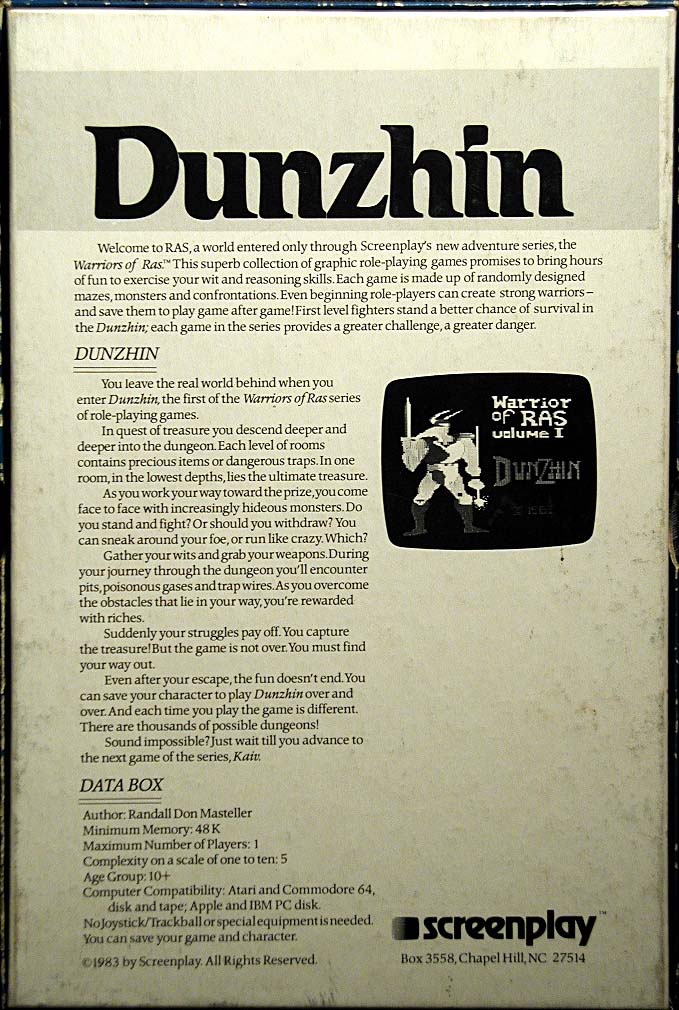 Dunzhin
Welcome to RAS, a world entered only through Screenplay's new adventure series, the
Warriors of Ras.™ This superb collection of graphic role-playing games promises to bring hours
of fun to exercise your wit and reasoning skills. Each game is made up of randomly designed
mazes, monsters and confrontations. Even beginning role-players can create strong warriors—
and save them to play game after game! First level fighters stand a better chance of survival in
the Dunzhin; each game in the series provides a greater challenge, a greater danger.
DUNZHIN
You leave the real world behind when you
enter Dunzhin, the first of the Warriors of Ras series
of role-playing games.
In quest of treasure you descend deeper and
deeper into the dungeon. Each level of rooms
contains precious items or dangerous traps. In one
room, in the lowest depths, lies the ultimate treasure.
As you work your way toward the prize, you come
face to face with increasingly hideous monsters. Do
you stand and fight? Or should you withdraw? You
can sneak around your foe, or run like crazy. Which?
Gather your wits and grab your weapons. During
your journey through the dungeon you'll encounter
pits, poisonous gases and trap wires. As you overcome
the obstacles that lie in your way, you're rewarded
with riches.
Suddenly your struggles pay off. You capture
the treasure! But the game is not over. You must find
your way out.
Even after your escape, the fun doesn't end. You
can save your character to play Dunzhin over and
over. And each time you play the game is different.
There are thousands of possible dungeons!
Sound impossible? Just wait till you advance to
the next game of the series, Kaiv.
Warrior
of RAS
volume I
DUNZHIN
DATA BOX
Author: Randall Don Masteller
Minimum Memory: 48 K
Maximum Number of Players: 1
Complexity on a scale of one to ten: 5
Age Group: 10+
Computer Compatibility: Atari and Commodore 64,
disk and tape; Apple and IBM PC disk.
No Joystick/Trackball or special equipment is needed.
You can save your game and character.
©1983 by Screenplay. All Rights Reserved.
screenplay™
Box 3558, Chapel Hill, NC 27514